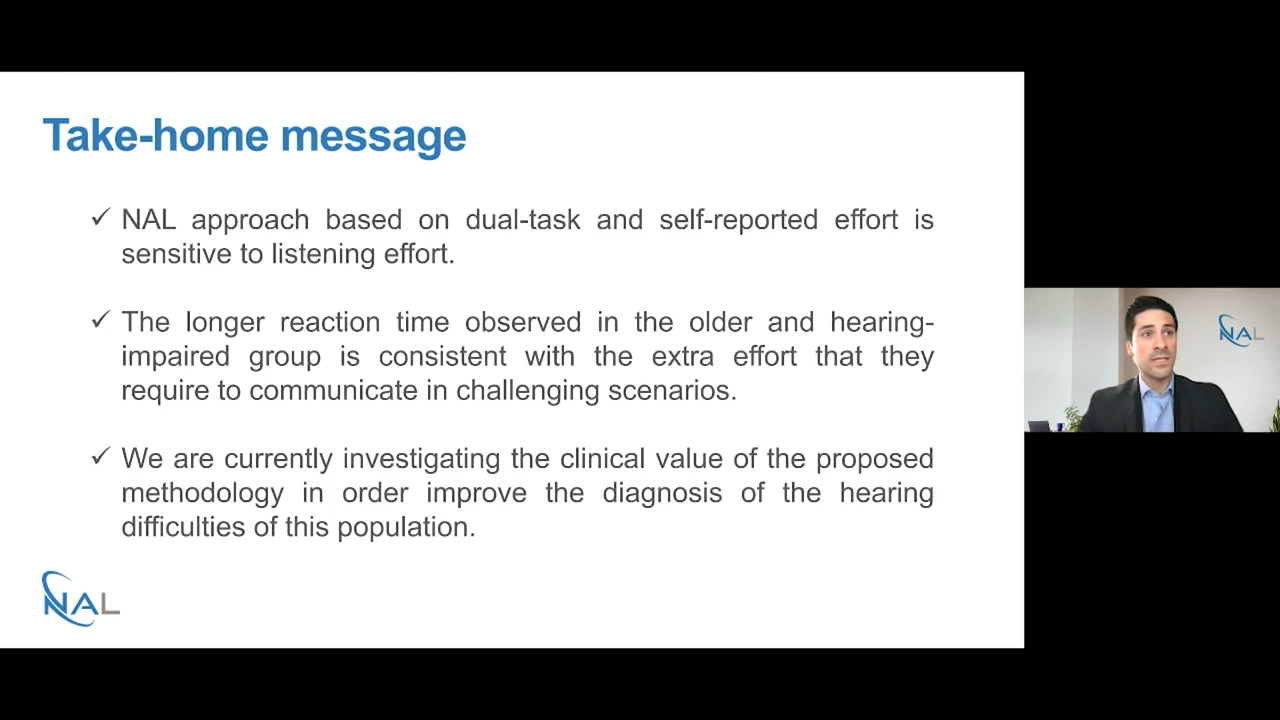 Take-home message
✓ NAL approach based on dual-task and self-reported effort is
sensitive to listening effort.
✓ The longer reaction time observed in the older and hearing-
impaired group is consistent with the extra effort that they
require to communicate in challenging scenarios.
✓ We are currently investigating the clinical value of the proposed
methodology in order improve the diagnosis of the hearing
difficulties of this population.
NAL
NAL